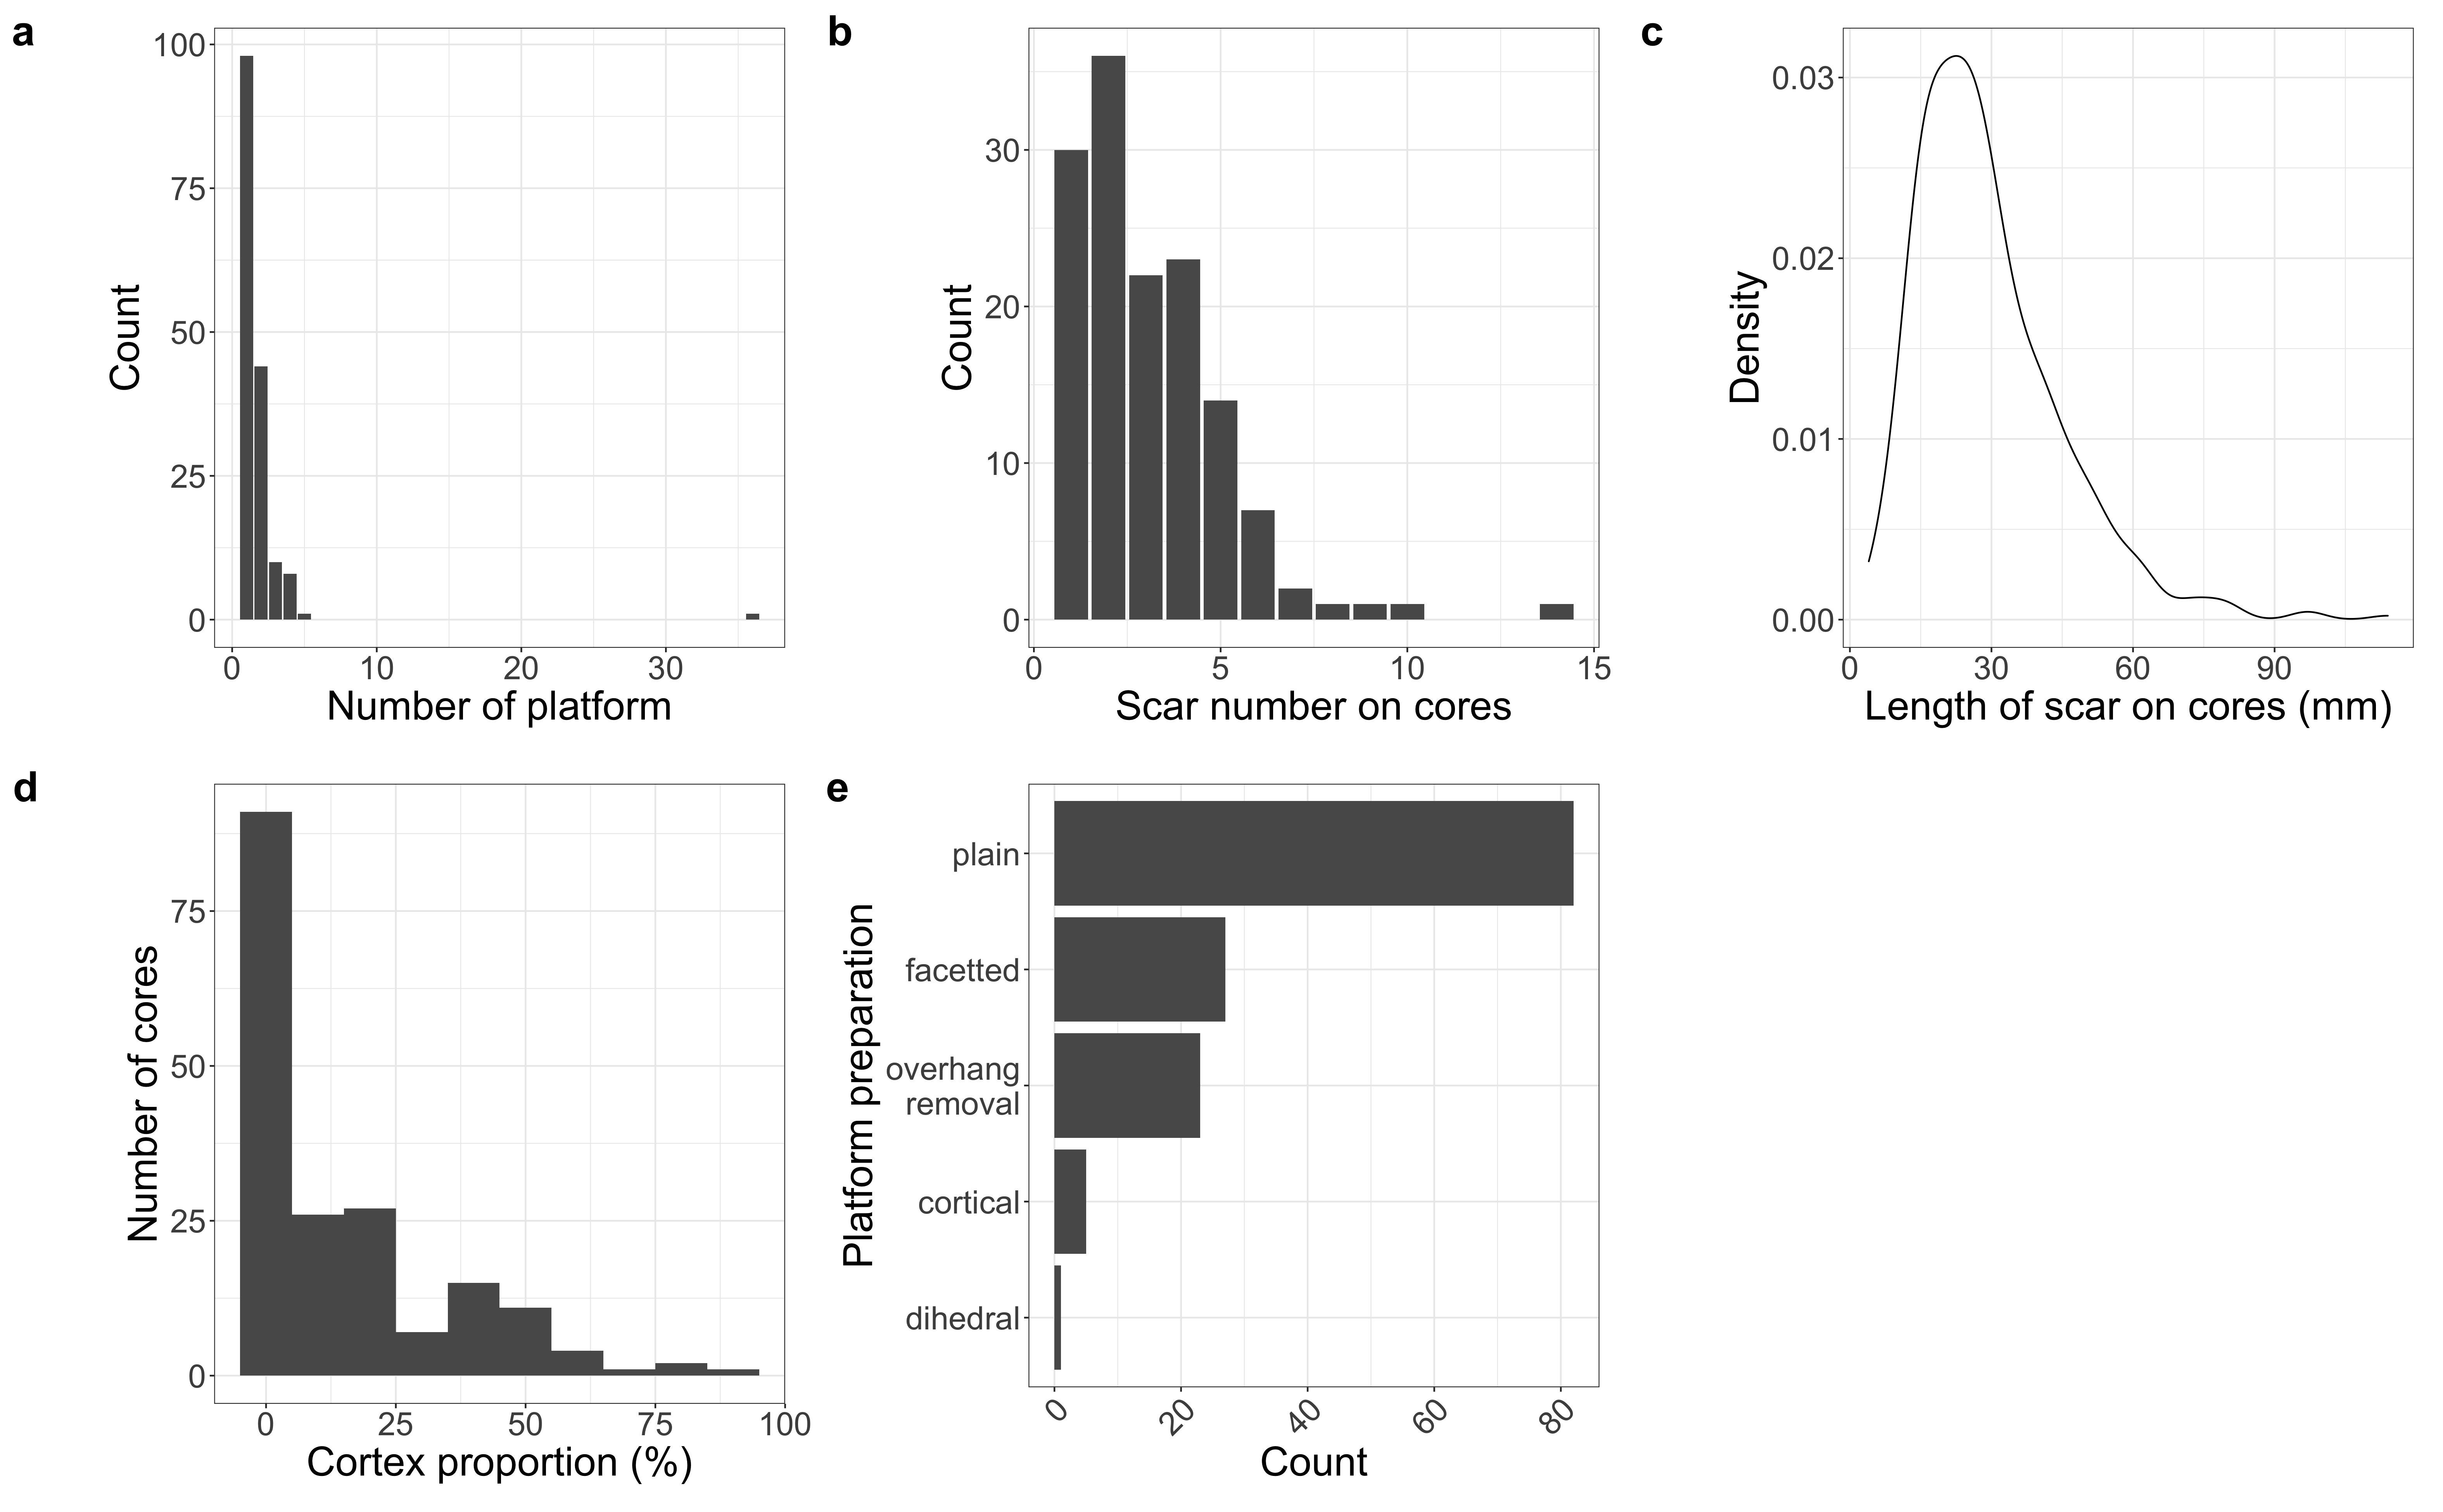 a
100
75
50
25
0
Count
0 10 20 30
Number of platform
b
30
20
10
0
Count
0 5 10 15
Scar number on cores
c
0.03
0.02
0.01
0.00
Density
0 30 60 90
Length of scar on cores (mm)
d
75
50
25
0
Number of cores
0 25 50 75 100
Cortex proportion (%)
e
plain
facetted
overhang
removal
cortical
dihedral
Platform preparation
0 20 40 60 80
Count